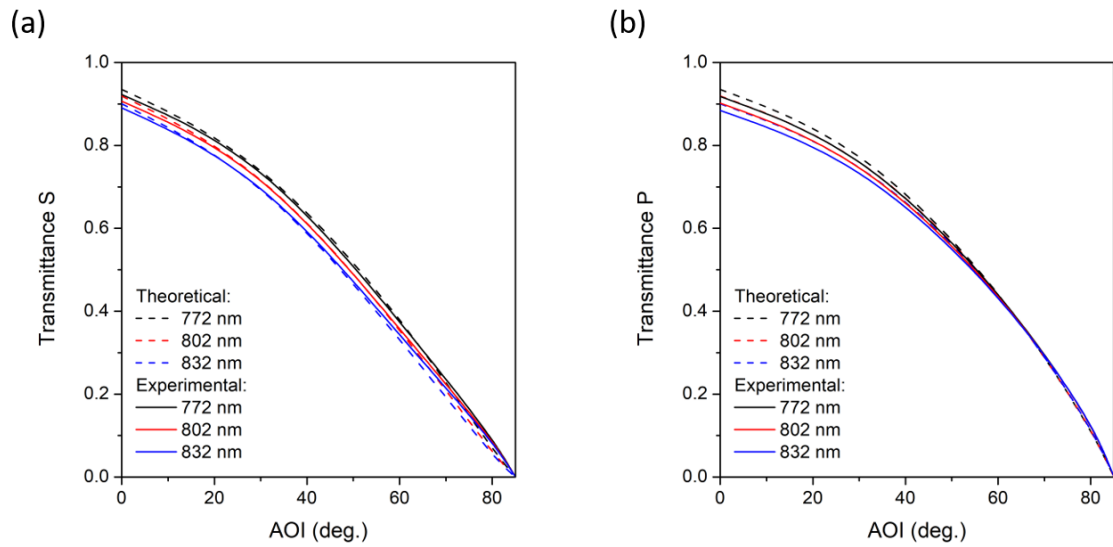 (a)
1.0
0.8
0.6
0.4
0.2
0.0
Transmittance S
Theoretical:
772 nm
802 nm
832 nm
Experimental:
772 nm
802 nm
832 nm
0 20 40 60 80
AOI (deg.)
(b)
1.0
0.8
0.6
0.4
0.2
0.0
Transmittance P
Theoretical:
772 nm
802 nm
832 nm
Experimental:
772 nm
802 nm
832 nm
0 20 40 60 80
AOI (deg.)